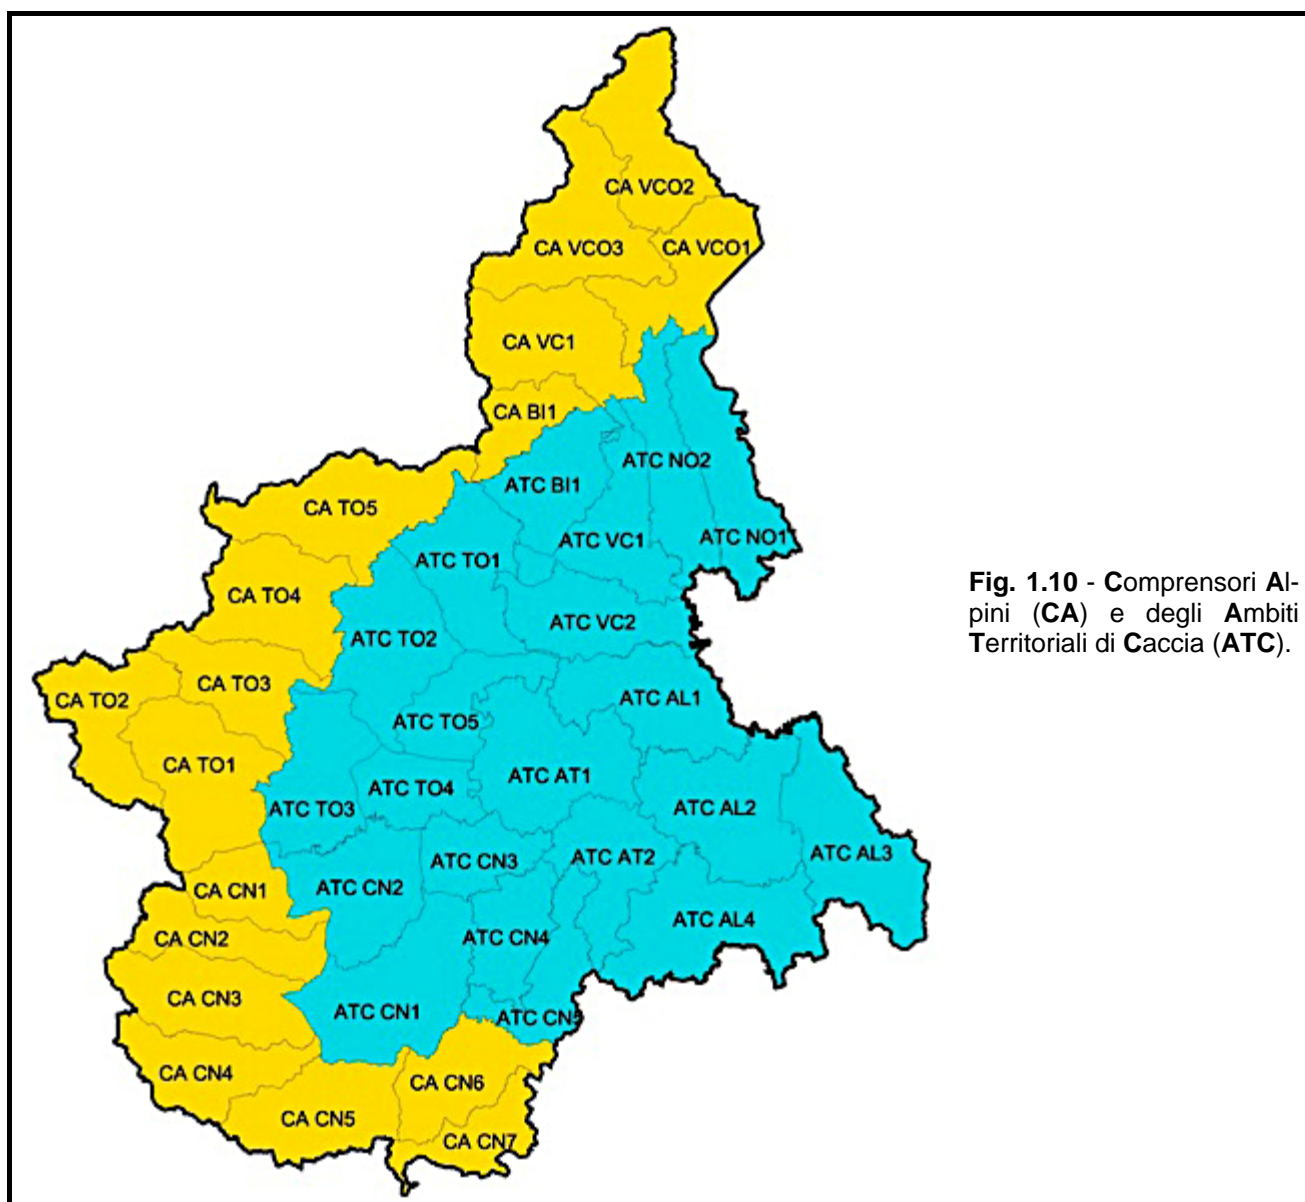 CA VCO2
CA VCO3
CA VCO1
CA VC1
CA BI1
ATC NO2
ATC BI1
CA TO5
ATC NO1
ATC VC1
ATC TO1
CA TO4
ATC VC2
ATC TO2
CA TO3
CA TO2
ATC AL1
ATC TO5
CA TO1
ATC AT1
ATC TO4
ATC TO3
ATC AL2
ATC AL3
ATC AT2
ATC CN3
ATC CN2
CA CN1
ATC AL4
CA CN2
ATC CN4
CA CN3
ATC CN1
ATC CN5
CA CN4
CA CN6
CA CN5
CA CN7
Fig. 1.10 - Comprensori Al-
pini (CA) e degli Ambiti
Territoriali di Caccia (ATC).